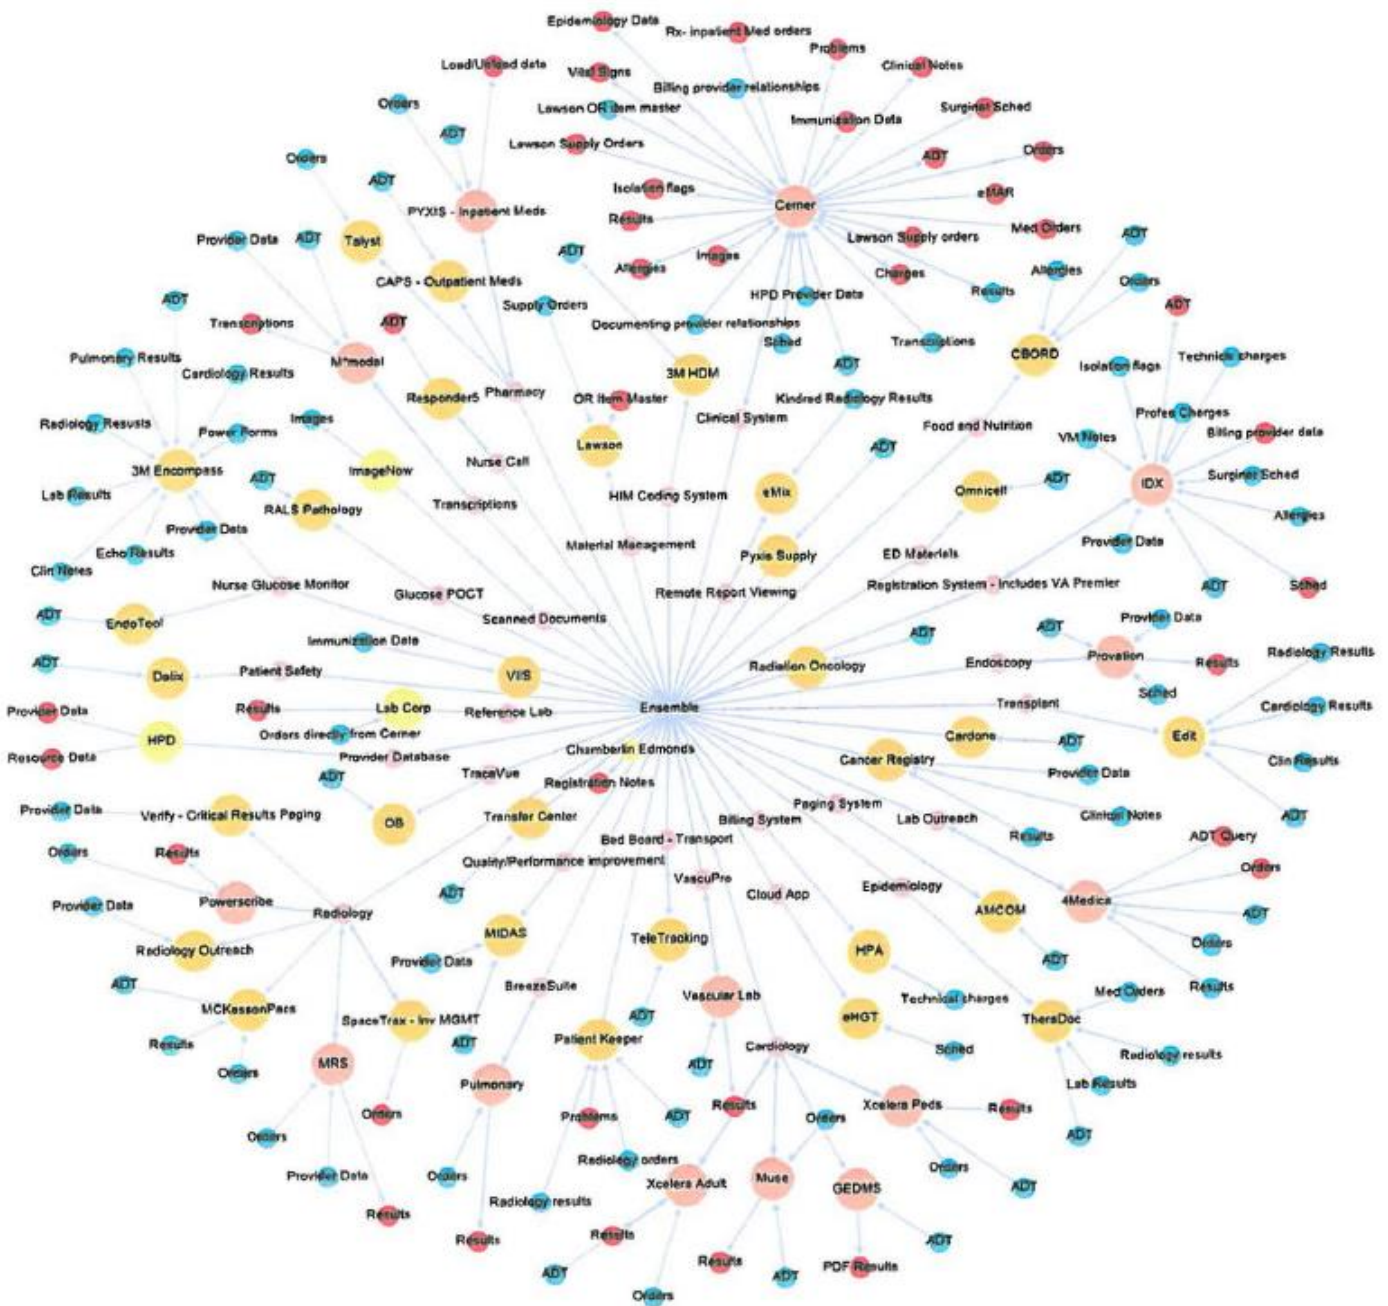 Epidemiology Data
Rx- inpatient Med orders
Problems
Load/Unload data
Vital Signs
Clinical Notes
Billing provider relationships
Orders
Lawson OR item master
Surginet Sched
Immunization Data
ADT
Lawson Supply Orders
Orders
Orders
ADT
ADT
Isolation flags
eMAR
PYXIS - Inpatient Meds
Cerner
Results
Med Orders
Provider Data
ADT
Talyst
Lawson Supply orders
ADT
ADT
Images
Allergies
Charges
Allergies
CAPS - Outpatient Meds
Orders
Results
HPD Provider Data
ADT
Supply Orders
ADT
Transcriptions
ADT
Documenting provider relationships
Sched
Transcriptions
CBORD
Technical charges
Pulmonary Results
M*modal
ADT
Isolation flags
Cardiology Results
3M HDM
Responder5
Pharmacy
OR Item Master
Kindred Radiology Results
Profee Charges
Images
Clinical System
Radiology Resusls
Power Forms
Food and Nutrition
Billing provider data
VM Notes
Lawson
ADT
3M Encompass
ImageNow
Nurse Call
Surginet Sched
ADT
ADT
IDX
Lab Results
Transcriptions
HIM Coding System
eMix
Omnicell
RALS Pathology
Allergies
Provider Data
Material Management
Provider Data
Echo Results
Pyxis Supply
ED Materials
Clin Notes
Nurse Glucose Monitor
Glucose POCT
Remote Report Viewing
Registration System - Includes VA Premier
ADT
Sched
ADT
EndoTool
Scanned Documents
Provider Data
Immunization Data
ADT
ADT
ADT
Datix
Patient Safety
VIIS
Radiation Oncology
Endoscopy
Provation
Results
Radiology Results
Sched
Provider Data
Results
Lab Corp
Reference Lab
Ensemble
Transplant
Cardiology Results
HPD
Orders directly from Cerner
Cardone
ADT
Edit
Resource Data
Provider Database
Chamberlin Edmonds
Cancer Registry
Clin Results
ADT
TraceVue
Registration Notes
Provider Data
Provider Data
Verify - Critical Results Paging
OB
Transfer Center
Paging System
Billing System
Lab Outreach
Clinical Notes
ADT
Orders
Results
Bed Board - Transport
Results
ADT Query
Quality/Performance improvement
VascuPro
Orders
ADT
Cloud App
Epidemiology
Provider Data
Powerscribe
Radiology
4Medica
AMCOM
ADT
MIDAS
TeleTracking
Radiology Outreach
HPA
Orders
Provider Data
ADT
ADT
BreezeSuite
Vascular Lab
Technical charges
Med Orders
Results
MCKessonPacs
SpaceTrax - Inv MGMT
ADT
eHGT
TheraDoc
Results
ADT
Patient Keeper
Cardiology
Sched
Radiology results
Orders
MRS
Pulmonary
ADT
Lab Results
Orders
Problems
ADT
Results
Orders
Xcelera Peds
Results
Orders
ADT
Radiology orders
Provider Data
Orders
Xcelera Adult
Muse
GEDMS
Orders
ADT
Radiology results
Results
Results
Results
ADT
ADT
Results
ADT
PDF Results
Orders